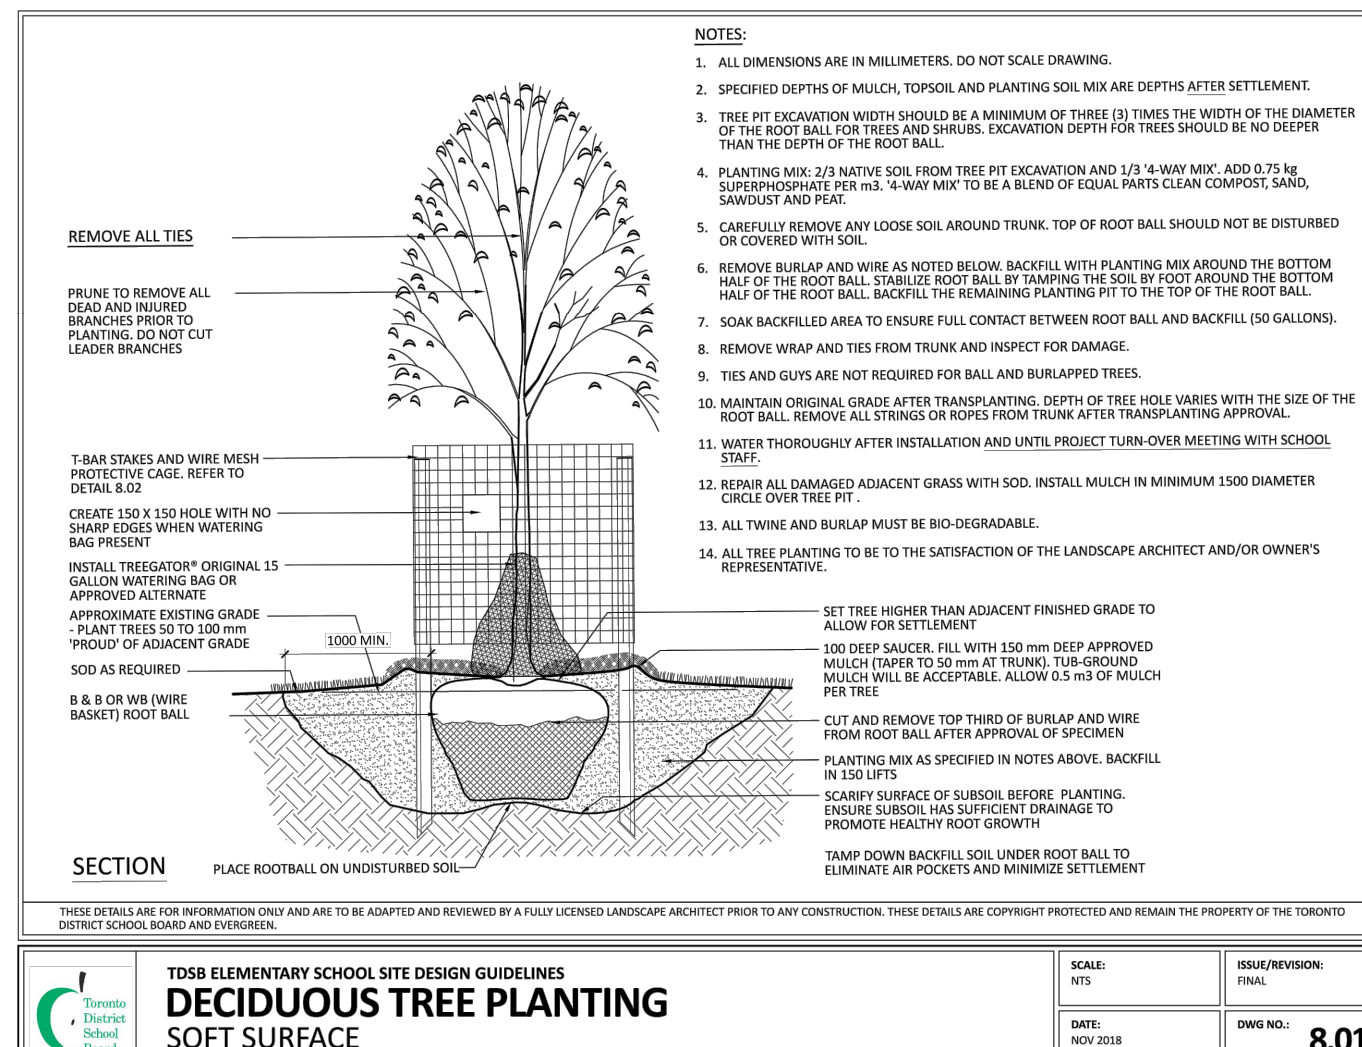 NOTES:
1. ALL DIMENSIONS ARE IN MILLIMETERS. DO NOT SCALE DRAWING.
2. SPECIFIED DEPTHS OF MULCH, TOPSOIL AND PLANTING SOIL MIX ARE DEPTHS AFTER SETTLEMENT.
3. TREE PIT EXCAVATION WIDTH SHOULD BE A MINIMUM OF THREE (3) TIMES THE WIDTH OF THE DIAMETER
OF THE ROOT BALL FOR TREES AND SHRUBS. EXCAVATION DEPTH FOR TREES SHOULD BE NO DEEPER
THAN THE DEPTH OF THE ROOT BALL.
4. PLANTING MIX: 2/3 NATIVE SOIL FROM TREE PIT EXCAVATION AND 1/3 '4-WAY MIX'. ADD 0.75 kg
SUPERPHOSPHATE PER m3. '4-WAY MIX' TO BE A BLEND OF EQUAL PARTS CLEAN COMPOST, SAND,
SAWDUST AND PEAT.
5. CAREFULLY REMOVE ANY LOOSE SOIL AROUND TRUNK. TOP OF ROOT BALL SHOULD NOT BE DISTURBED
OR COVERED WITH SOIL.
6. REMOVE BURLAP AND WIRE AS NOTED BELOW. BACKFILL WITH PLANTING MIX AROUND THE BOTTOM
HALF OF THE ROOT BALL. STABILIZE ROOT BALL BY TAMPING THE SOIL BY FOOT AROUND THE BOTTOM
HALF OF THE ROOT BALL. BACKFILL THE REMAINING PLANTING PIT TO THE TOP OF THE ROOT BALL.
7. SOAK BACKFILLED AREA TO ENSURE FULL CONTACT BETWEEN ROOT BALL AND BACKFILL (50 GALLONS).
8. REMOVE WRAP AND TIES FROM TRUNK AND INSPECT FOR DAMAGE.
9. TIES AND GUYS ARE NOT REQUIRED FOR BALL AND BURLAPPED TREES.
10. MAINTAIN ORIGINAL GRADE AFTER TRANSPLANTING. DEPTH OF TREE HOLE VARIES WITH THE SIZE OF THE
ROOT BALL. REMOVE ALL STRINGS OR ROPES FROM TRUNK AFTER TRANSPLANTING APPROVAL.
11. WATER THOROUGHLY AFTER INSTALLATION AND UNTIL PROJECT TURN-OVER MEETING WITH SCHOOL
STAFF.
12. REPAIR ALL DAMAGED ADJACENT GRASS WITH SOD. INSTALL MULCH IN MINIMUM 1500 DIAMETER
CIRCLE OVER TREE PIT .
13. ALL TWINE AND BURLAP MUST BE BIO-DEGRADABLE.
14. ALL TREE PLANTING TO BE TO THE SATISFACTION OF THE LANDSCAPE ARCHITECT AND/OR OWNER'S
REPRESENTATIVE.
REMOVE ALL TIES
PRUNE TO REMOVE ALL
DEAD AND INJURED
BRANCHES PRIOR TO
PLANTING. DO NOT CUT
LEADER BRANCHES
T-BAR STAKES AND WIRE MESH
PROTECTIVE CAGE. REFER TO
DETAIL 8.02
CREATE 150 X 150 HOLE WITH NO
SHARP EDGES WHEN WATERING
BAG PRESENT
INSTALL TREEGATOR® ORIGINAL 15
GALLON WATERING BAG OR
APPROVED ALTERNATE
APPROXIMATE EXISTING GRADE
- PLANT TREES 50 TO 100 mm
'PROUD' OF ADJACENT GRADE
1000 MIN.
SOD AS REQUIRED
B & B OR WB (WIRE
BASKET) ROOT BALL
SET TREE HIGHER THAN ADJACENT FINISHED GRADE TO
ALLOW FOR SETTLEMENT
100 DEEP SAUCER. FILL WITH 150 mm DEEP APPROVED
MULCH (TAPER TO 50 mm AT TRUNK). TUB-GROUND
MULCH WILL BE ACCEPTABLE. ALLOW 0.5 m3 OF MULCH
PER TREE
CUT AND REMOVE TOP THIRD OF BURLAP AND WIRE
FROM ROOT BALL AFTER APPROVAL OF SPECIMEN
PLANTING MIX AS SPECIFIED IN NOTES ABOVE. BACKFILL
IN 150 LIFTS
SCARIFY SURFACE OF SUBSOIL BEFORE PLANTING.
ENSURE SUBSOIL HAS SUFFICIENT DRAINAGE TO
PROMOTE HEALTHY ROOT GROWTH
TAMP DOWN BACKFILL SOIL UNDER ROOT BALL TO
ELIMINATE AIR POCKETS AND MINIMIZE SETTLEMENT
SECTION
PLACE ROOTBALL ON UNDISTURBED SOIL
THESE DETAILS ARE FOR INFORMATION ONLY AND ARE TO BE ADAPTED AND REVIEWED BY A FULLY LICENSED LANDSCAPE ARCHITECT PRIOR TO ANY CONSTRUCTION. THESE DETAILS ARE COPYRIGHT PROTECTED AND REMAIN THE PROPERTY OF THE TORONTO
DISTRICT SCHOOL BOARD AND EVERGREEN.
Toronto
District
School
Board
TDSB ELEMENTARY SCHOOL SITE DESIGN GUIDELINES
DECIDUOUS TREE PLANTING
SOFT SURFACE
SCALE:
NTS
ISSUE/REVISION:
FINAL
DATE:
NOV 2018
DWG NO.:
8.01